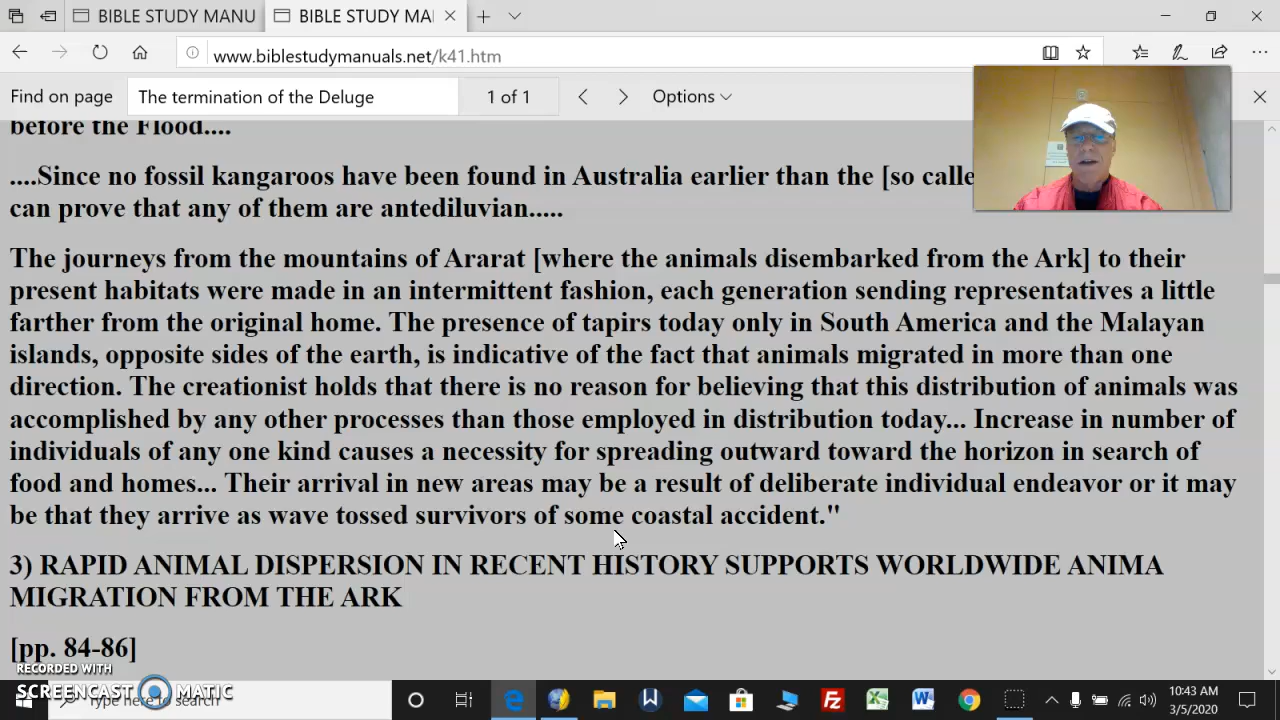 BIBLE STUDY MANU
BIBLE STUDY MA
www.biblestudymanuals.net/k41.htm
Find on page
The termination of the Deluge
1 of 1
Options
before the Flood....
....Since no fossil kangaroos have been found in Australia earlier than the [so calle
can prove that any of them are antediluvian.....
The journeys from the mountains of Ararat [where the animals disembarked from the Ark] to their
present habitats were made in an intermittent fashion, each generation sending representatives a little
farther from the original home. The presence of tapirs today only in South America and the Malayan
islands, opposite sides of the earth, is indicative of the fact that animals migrated in more than one
direction. The creationist holds that there is no reason for believing that this distribution of animals was
accomplished by any other processes than those employed in distribution today... Increase in number of
individuals of any one kind causes a necessity for spreading outward toward the horizon in search of
food and homes... Their arrival in new areas may be a result of deliberate individual endeavor or it may
be that they arrive as wave tossed survivors of some coastal accident."
3) RAPID ANIMAL DISPERSION IN RECENT HISTORY SUPPORTS WORLDWIDE ANIMA
MIGRATION FROM THE ARK
[pp. 84-86]
RECORDED WITH
SCREENCAST MATIC
Type here to search
10:43 AM
3/5/2020